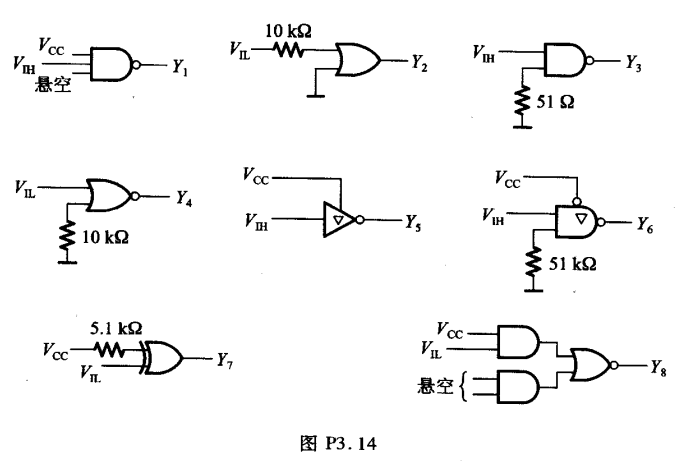 V_CC
V_IH
悬空
Y_1
10 kΩ
V_IL
Y_2
V_IH
Y_3
51 Ω
V_IL
Y_4
10 kΩ
V_CC
V_IH
▽
Y_5
V_CC
V_IH
▽
Y_6
51 kΩ
5.1 kΩ
V_CC
V_IL
Y_7
V_CC
V_IL
悬空
Y_8
图 P3.14